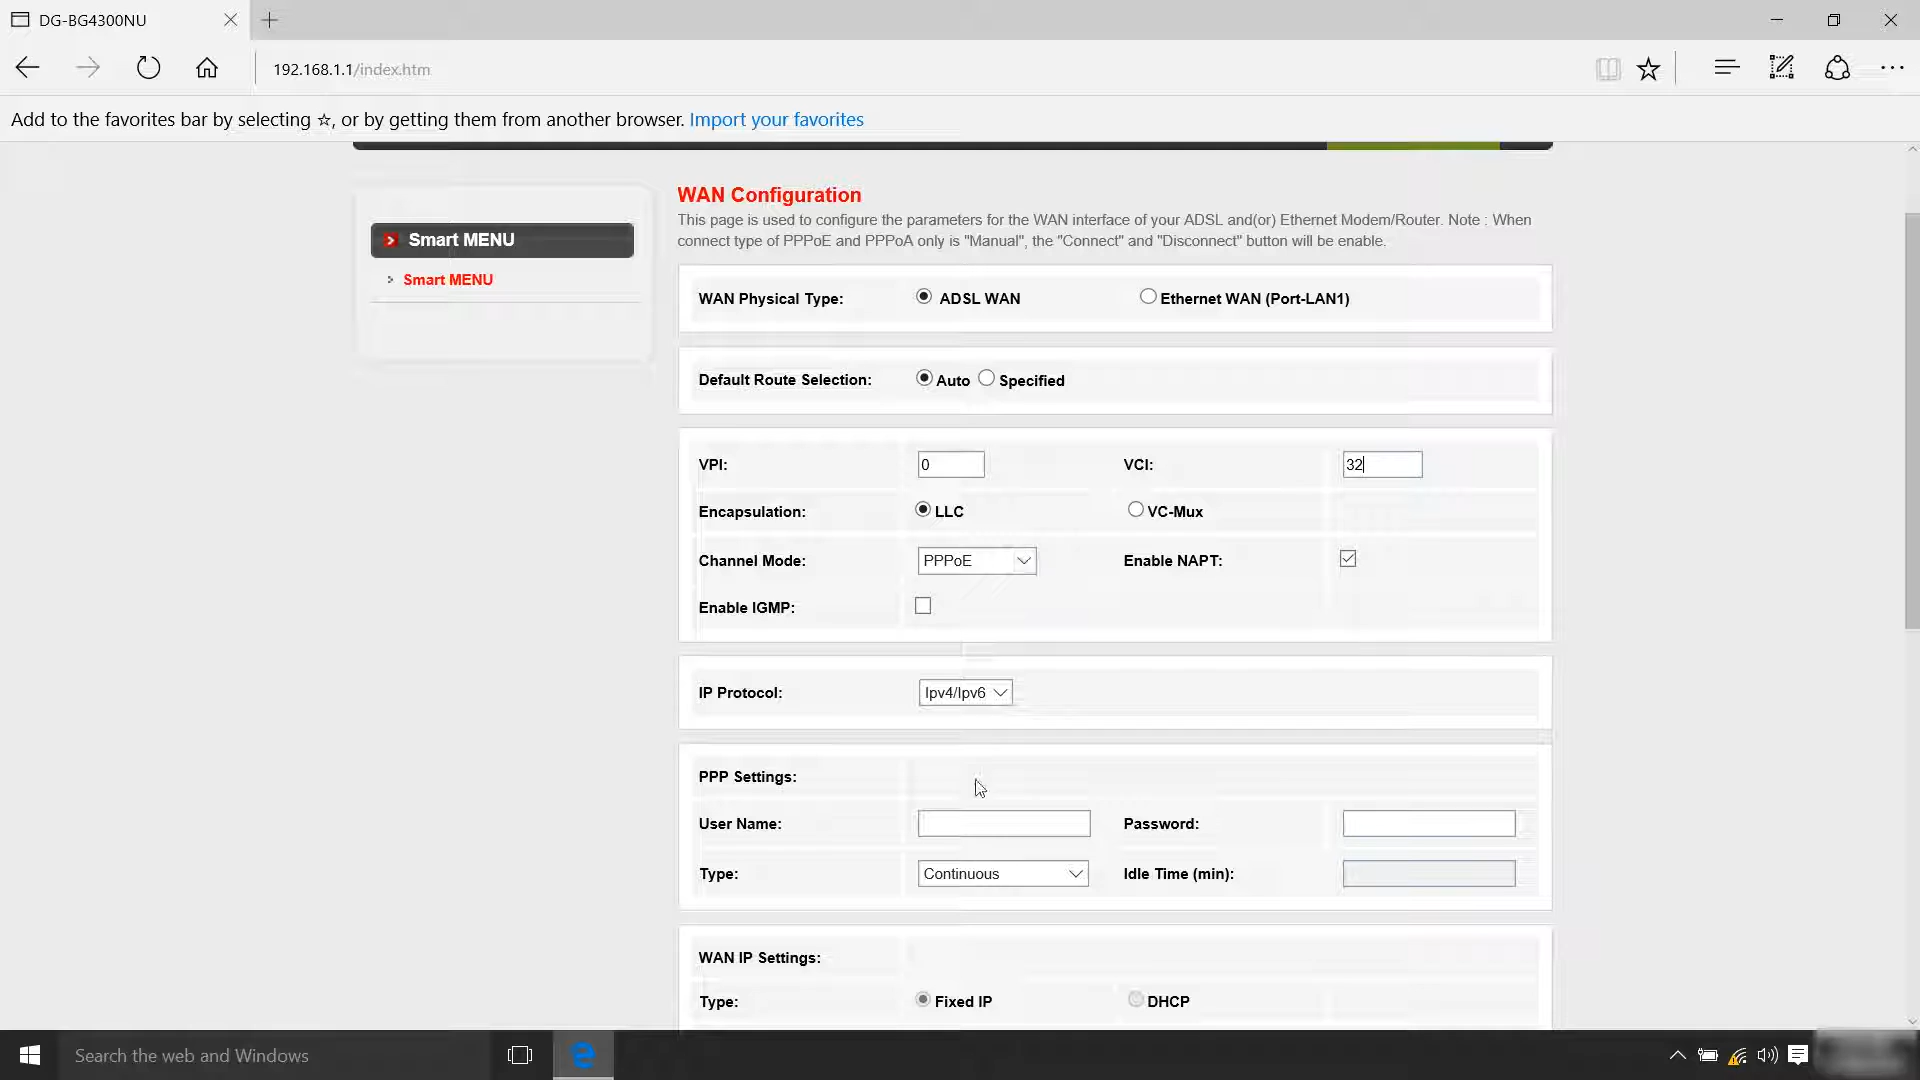 DG-BG4300NU
192.168.1.1/index.htm
Add to the favorites bar by selecting ☆, or by getting them from another browser. Import your favorites
Smart MENU
Smart MENU
WAN Configuration
This page is used to configure the parameters for the WAN interface of your ADSL and(or) Ethernet Modem/Router. Note : When
connect type of PPPoE and PPPoA only is "Manual", the "Connect" and "Disconnect" button will be enable.
WAN Physical Type: ADSL WAN Ethernet WAN (Port-LAN1)
Default Route Selection: Auto Specified
VPI: 0 VCI: 32
Encapsulation: LLC VC-Mux
Channel Mode: PPPoE Enable NAPT:
Enable IGMP:
IP Protocol: Ipv4/Ipv6
PPP Settings:
User Name: Password:
Type: Continuous Idle Time (min):
WAN IP Settings:
Type: Fixed IP DHCP
Search the web and Windows